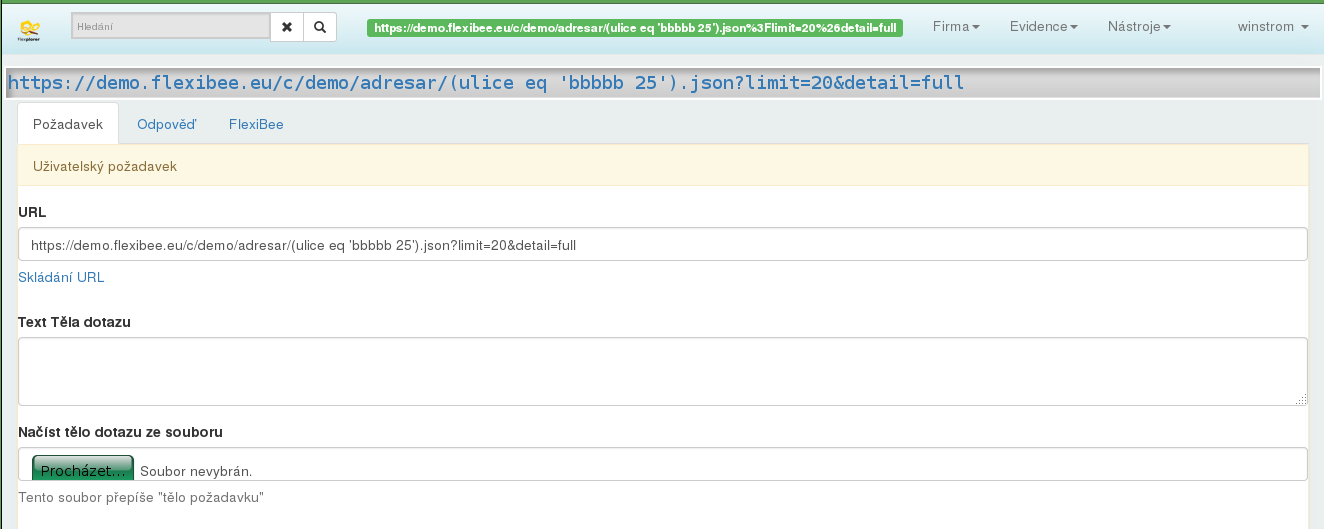 Flexplorer
Hledání
https://demo.flexibee.eu/c/demo/adresar/(ulice eq 'bbbbb 25').json%3Flimit=20%26detail=full
Firma
Evidence
Nástroje
winstrom
https://demo.flexibee.eu/c/demo/adresar/(ulice eq 'bbbbb 25').json?limit=20&detail=full
Požadavek
Odpověď
FlexiBee
Uživatelský požadavek
URL
https://demo.flexibee.eu/c/demo/adresar/(ulice eq 'bbbbb 25').json?limit=20&detail=full
Skládání URL
Text Těla dotazu
Načíst tělo dotazu ze souboru
Procházet... Soubor nevybrán.
Tento soubor přepíše "tělo požadavku"